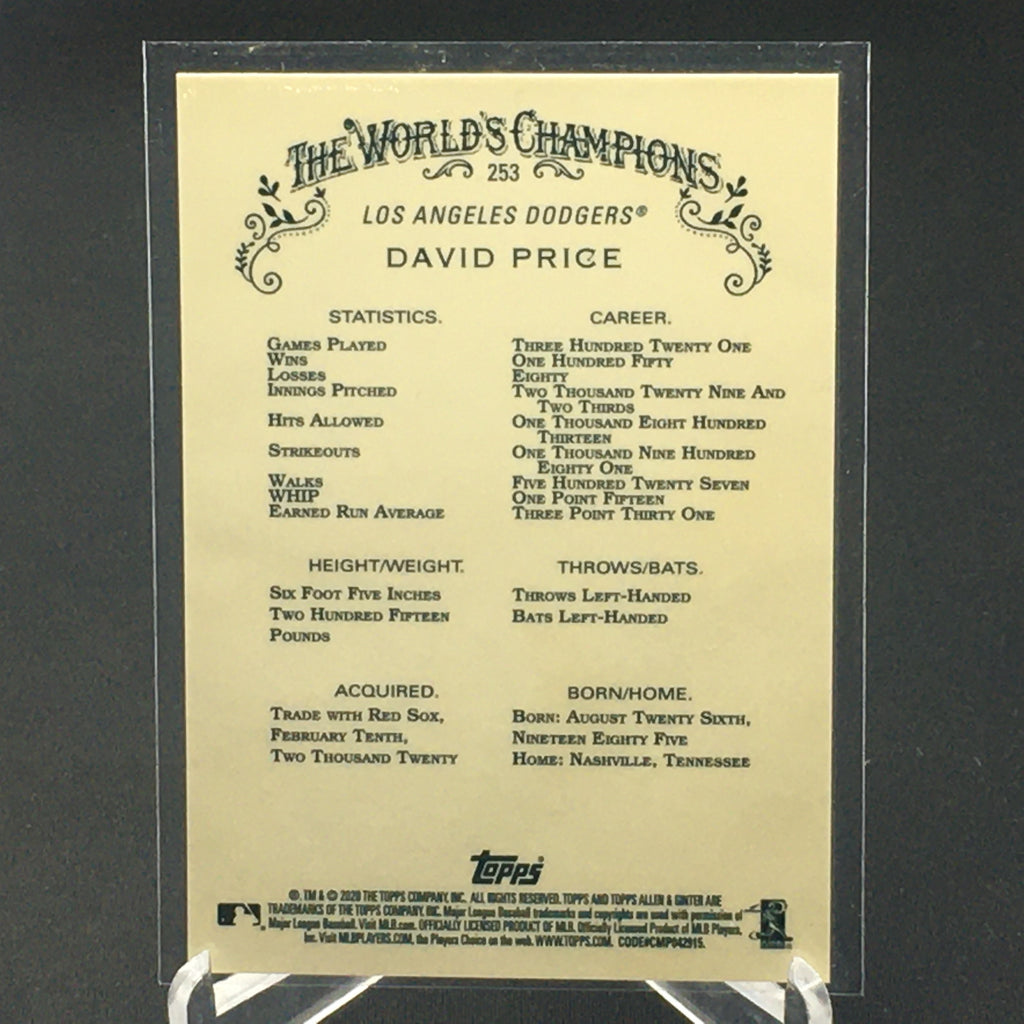 THE WORLD'S CHAMPIONS
253
LOS ANGELES DODGERS®
DAVID PRICE
STATISTICS. CAREER.
GAMES PLAYED THREE HUNDRED TWENTY ONE
WINS ONE HUNDRED FIFTY
LOSSES EIGHTY
INNINGS PITCHED TWO THOUSAND TWENTY NINE AND
TWO THIRDS
HITS ALLOWED ONE THOUSAND EIGHT HUNDRED
THIRTEEN
STRIKEOUTS ONE THOUSAND NINE HUNDRED
EIGHTY ONE
WALKS FIVE HUNDRED TWENTY SEVEN
WHIP ONE POINT FIFTEEN
EARNED RUN AVERAGE THREE POINT THIRTY ONE
HEIGHT/WEIGHT. THROWS/BATS.
SIX FOOT FIVE INCHES THROWS LEFT-HANDED
TWO HUNDRED FIFTEEN BATS LEFT-HANDED
POUNDS
ACQUIRED. BORN/HOME.
TRADE WITH RED SOX, BORN: AUGUST TWENTY SIXTH,
FEBRUARY TENTH, NINETEEN EIGHTY FIVE
TWO THOUSAND TWENTY HOME: NASHVILLE, TENNESSEE
topps®
®, TM & © 2020 THE TOPPS COMPANY, INC. ALL RIGHTS RESERVED. TOPPS AND TOPPS ALLEN & GINTER ARE
TRADEMARKS OF THE TOPPS COMPANY, INC. Major League Baseball trademarks and copyrights are used with permission of
Major League Baseball. Visit MLB.com. OFFICIALLY LICENSED PRODUCT OF MLB. Officially Licensed Product of MLB Players,
Inc. Visit MLBPLAYERS.COM, the Players Choice on the web. WWW.TOPPS.COM. CODE#CMP042915.